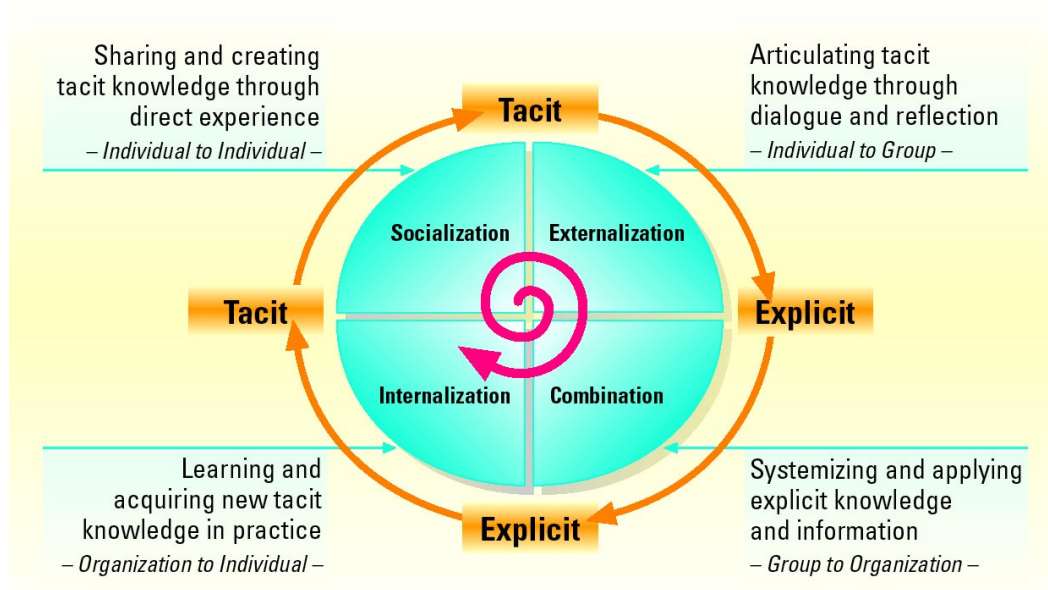 Sharing and creating
tacit knowledge through
direct experience
– Individual to Individual –
Articulating tacit
knowledge through
dialogue and reflection
– Individual to Group –
Tacit
Socialization
Externalization
Tacit
Explicit
Internalization
Combination
Explicit
Learning and
acquiring new tacit
knowledge in practice
– Organization to Individual –
Systemizing and applying
explicit knowledge
and information
– Group to Organization –